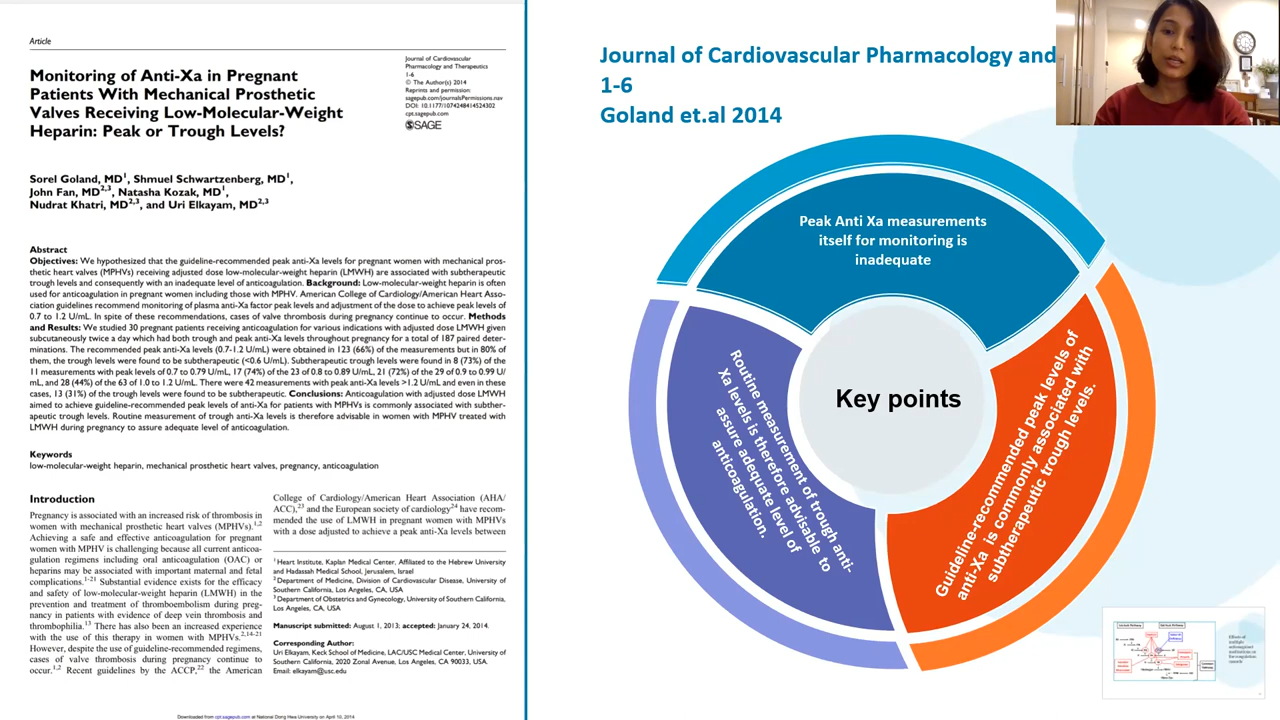 Article
Monitoring of Anti-Xa in Pregnant
Patients With Mechanical Prosthetic
Valves Receiving Low-Molecular-Weight
Heparin: Peak or Trough Levels?
Journal of Cardiovascular
Pharmacology and Therapeutics
1-6
© The Author(s) 2014
Reprints and permission:
sagepub.com/journalsPermissions.nav
DOI: 10.1177/1074248414524302
cpt.sagepub.com
SAGE
Sorel Goland, MD1, Shmuel Schwartzenberg, MD1,
John Fan, MD2,3, Natasha Kozak, MD1,
Nudrat Khatri, MD2,3, and Uri Elkayam, MD2,3
Abstract
Objectives: We hypothesized that the guideline-recommended peak anti-Xa levels for pregnant women with mechanical pros-
thetic heart valves (MPHVs) receiving adjusted dose low-molecular-weight heparin (LMWH) are associated with subtherapeutic
trough levels and consequently with an inadequate level of anticoagulation. Background: Low-molecular-weight heparin is often
used for anticoagulation in pregnant women including those with MPHV. American College of Cardiology/American Heart Asso-
ciation guidelines recommend monitoring of plasma anti-Xa factor peak levels and adjustment of the dose to achieve peak levels of
0.7 to 1.2 U/mL. In spite of these recommendations, cases of valve thrombosis during pregnancy continue to occur. Methods
and Results: We studied 30 pregnant patients receiving anticoagulation for various indications with adjusted dose LMWH given
subcutaneously twice a day which had both trough and peak anti-Xa levels throughout pregnancy for a total of 187 paired deter-
minations. The recommended peak anti-Xa levels (0.7-1.2 U/mL) were obtained in 123 (66%) of the measurements but in 80% of
them, the trough levels were found to be subtherapeutic (<0.6 U/mL). Subtherapeutic trough levels were found in 8 (73%) of the
11 measurements with peak levels of 0.7 to 0.79 U/mL, 17 (74%) of the 23 of 0.8 to 0.89 U/mL, 21 (72%) of the 29 of 0.9 to 0.99 U/
mL, and 28 (44%) of the 63 of 1.0 to 1.2 U/mL. There were 42 measurements with peak anti-Xa levels >1.2 U/mL and even in these
cases, 13 (31%) of the trough levels were found to be subtherapeutic. Conclusions: Anticoagulation with adjusted dose LMWH
aimed to achieve guideline-recommended peak levels of anti-Xa for patients with MPHVs is commonly associated with subther-
apeutic trough levels. Routine measurement of trough anti-Xa levels is therefore advisable in women with MPHV treated with
LMWH during pregnancy to assure adequate level of anticoagulation.
Keywords
low-molecular-weight heparin, mechanical prosthetic heart valves, pregnancy, anticoagulation
Introduction
Pregnancy is associated with an increased risk of thrombosis in
women with mechanical prosthetic heart valves (MPHVs).1,2
Achieving a safe and effective anticoagulation for pregnant
women with MPHV is challenging because all current anticoa-
gulation regimens including oral anticoagulation (OAC) or
heparins may be associated with important maternal and fetal
complications.1-21 Substantial evidence exists for the efficacy
and safety of low-molecular-weight heparin (LMWH) in the
prevention and treatment of thromboembolism during preg-
nancy in patients with evidence of deep vein thrombosis and
thrombophilia.13 There has also been an increased experience
with the use of this therapy in women with MPHVs.2,14-21
However, despite the use of guideline-recommended regimens,
cases of valve thrombosis during pregnancy continue to
occur.1,2 Recent guidelines by the ACCP,22 the American
College of Cardiology/American Heart Association (AHA/
ACC),23 and the European society of cardiology24 have recom-
mended the use of LMWH in pregnant women with MPHVs
with a dose adjusted to achieve a peak anti-Xa levels between
1 Heart Institute, Kaplan Medical Center, Affiliated to the Hebrew University
and Hadassah Medical School, Jerusalem, Israel
2 Department of Medicine, Division of Cardiovascular Disease, University of
Southern California, Los Angeles, CA, USA
3 Department of Obstetrics and Gynecology, University of Southern California,
Los Angeles, CA, USA
Manuscript submitted: August 1, 2013; accepted: January 24, 2014.
Corresponding Author:
Uri Elkayam, Keck School of Medicine, LAC/USC Medical Center, University of
Southern California, 2020 Zonal Avenue, Los Angeles, CA 90033, USA.
Email: elkayam@usc.edu
Downloaded from cpt.sagepub.com at National Dong Hwa University on April 10, 2014
Journal of Cardiovascular Pharmacology and
1-6
Goland et.al 2014
Peak Anti Xa measurements
itself for monitoring is
inadequate
Guideline-recommended peak levels of
anti-Xa is commonly associated with
subtherapeutic trough levels.
Routine measurement of trough anti-
Xa levels is therefore advisable to
assure adequate level of
anticoagulation.
Key points